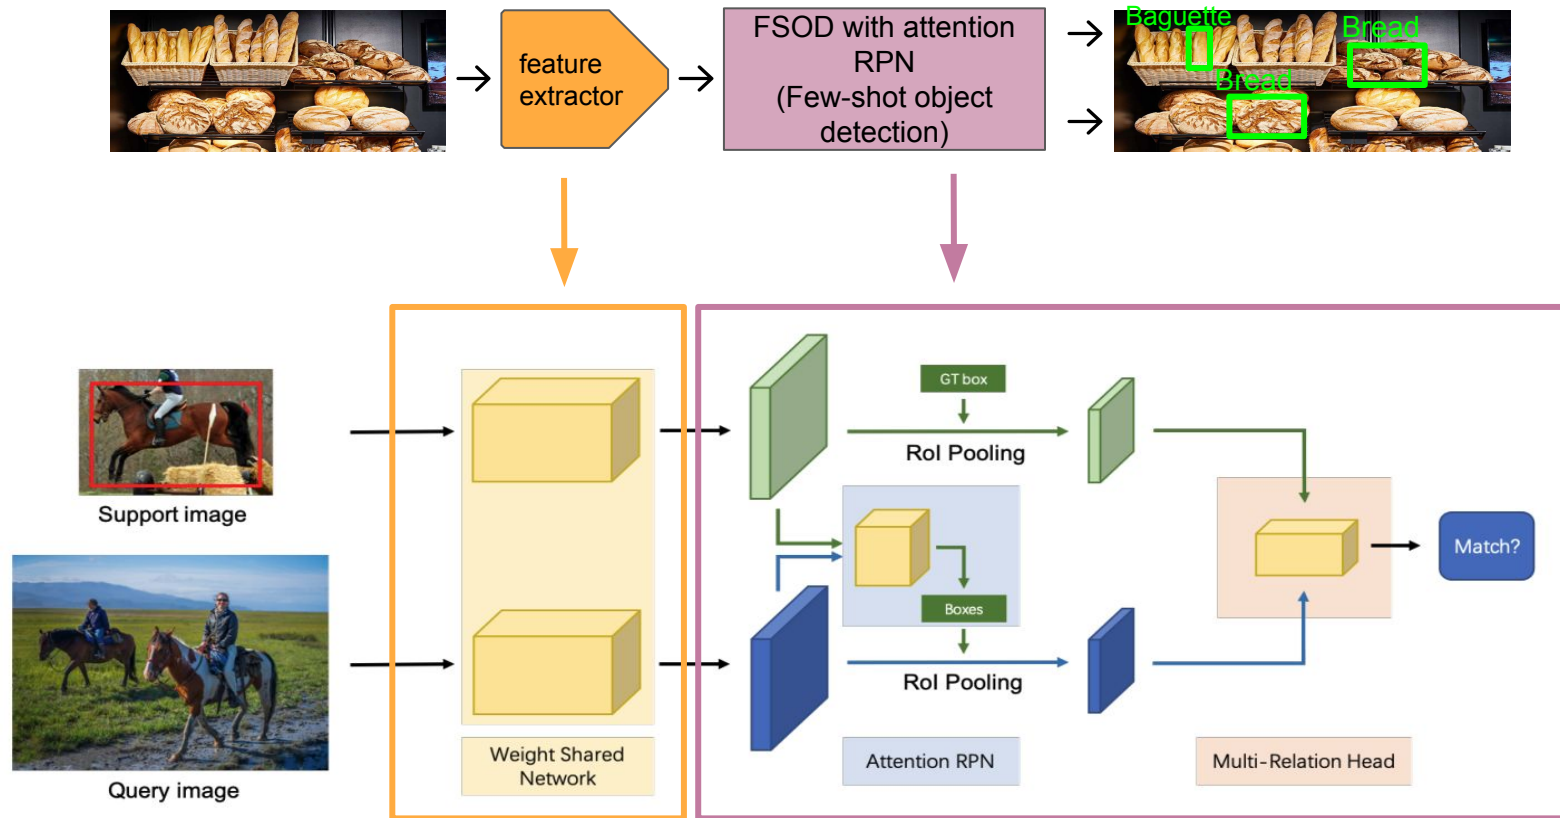 feature
extractor
FSOD with attention
RPN
(Few-shot object
detection)
Baguette
Bread
Bread
GT box
RoI Pooling
Support image
Match?
Boxes
RoI Pooling
Weight Shared
Network
Attention RPN
Multi-Relation Head
Query image